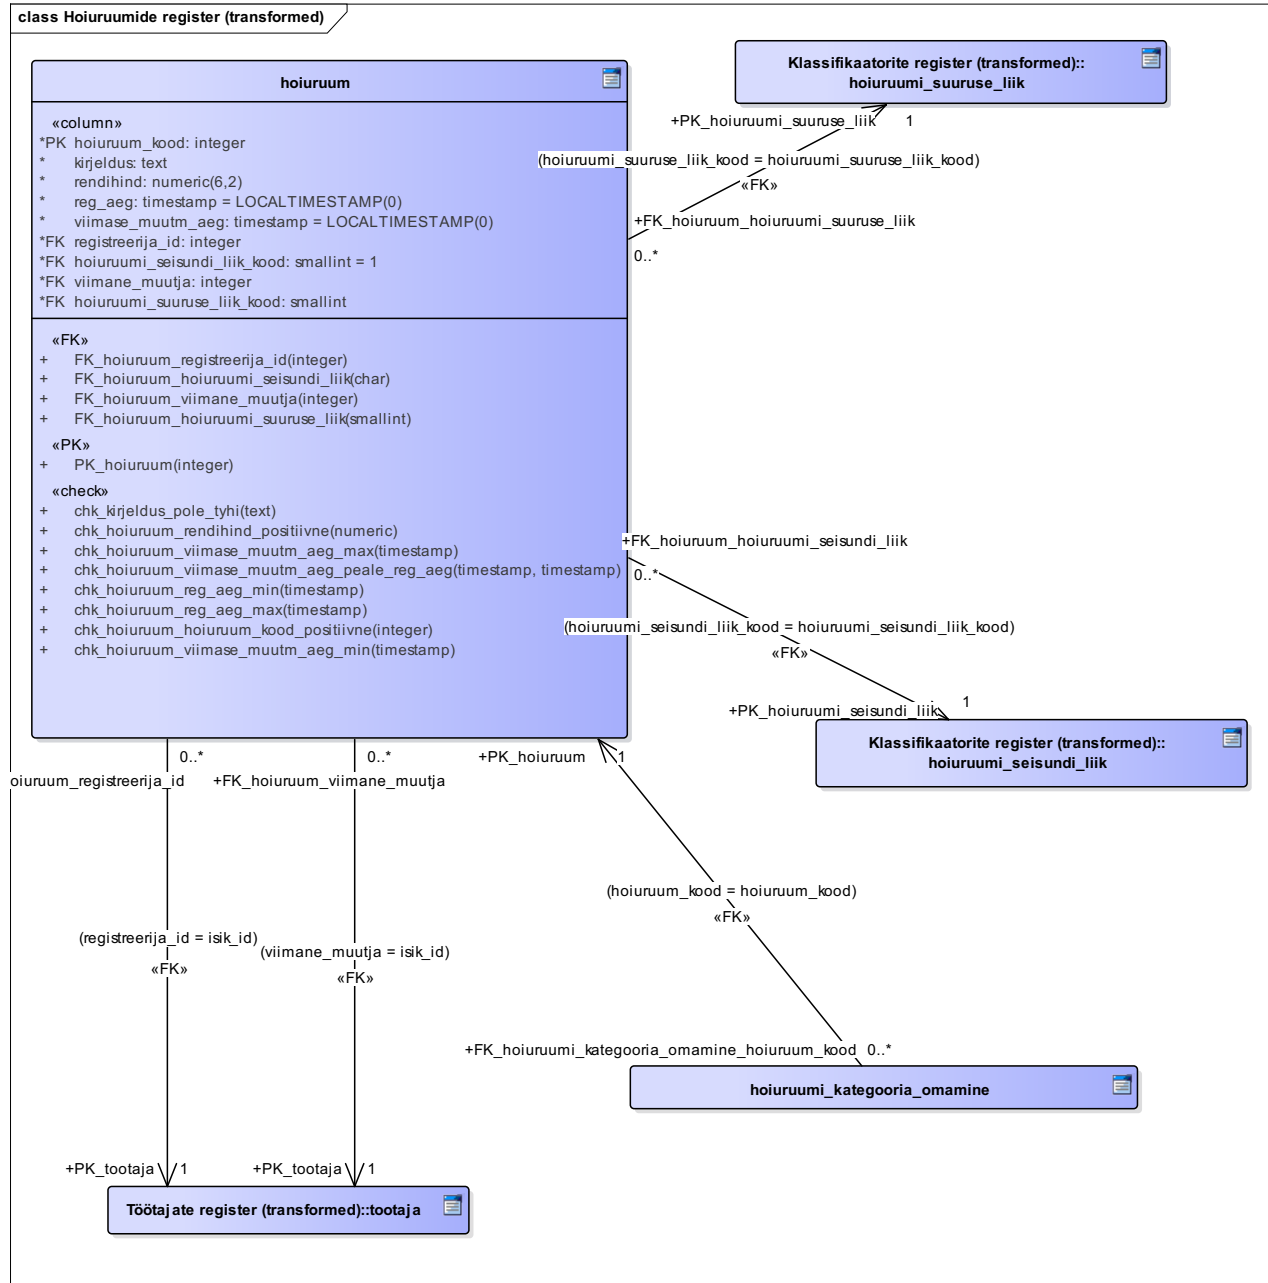 class Hoiuruumide register (transformed)
hoiuruum
«column»
*PK hoiuruum_kood: integer
* kirjeldus: text
* rendihind: numeric(6,2)
* reg_aeg: timestamp = LOCALTIMESTAMP(0)
* viimase_muutm_aeg: timestamp = LOCALTIMESTAMP(0)
*FK registreerija_id: integer
*FK hoiuruumi_seisundi_liik_kood: smallint = 1
*FK viimane_muutja: integer
*FK hoiuruumi_suuruse_liik_kood: smallint
«FK»
+ FK_hoiuruum_registreerija_id(integer)
+ FK_hoiuruum_hoiuruumi_seisundi_liik(char)
+ FK_hoiuruum_viimane_muutja(integer)
+ FK_hoiuruum_hoiuruumi_suuruse_liik(smallint)
«PK»
+ PK_hoiuruum(integer)
«check»
+ chk_kirjeldus_pole_tyhi(text)
+ chk_hoiuruum_rendihind_positiivne(numeric)
+ chk_hoiuruum_viimase_muutm_aeg_max(timestamp)
+ chk_hoiuruum_viimase_muutm_aeg_peale_reg_aeg(timestamp, timestamp)
+ chk_hoiuruum_reg_aeg_min(timestamp)
+ chk_hoiuruum_reg_aeg_max(timestamp)
+ chk_hoiuruum_hoiuruum_kood_positiivne(integer)
+ chk_hoiuruum_viimase_muutm_aeg_min(timestamp)
Klassifikaatorite register (transformed)::
hoiuruumi_suuruse_liik
+PK_hoiuruumi_suuruse_liik 1
(hoiuruumi_suuruse_liik_kood = hoiuruumi_suuruse_liik_kood)
«FK»
+FK_hoiuruum_hoiuruumi_suuruse_liik
0..*
+FK_hoiuruum_hoiuruumi_seisundi_liik
0..*
(hoiuruumi_seisundi_liik_kood = hoiuruumi_seisundi_liik_kood)
«FK»
1
+PK_hoiuruumi_seisundi_liik
Klassifikaatorite register (transformed)::
hoiuruumi_seisundi_liik
0..* 0..*
oiuruum_registreerija_id +FK_hoiuruum_viimane_muutja
+PK_hoiuruum 1
(hoiuruum_kood = hoiuruum_kood)
«FK»
(registreerija_id = isik_id)
«FK»
(viimane_muutja = isik_id)
«FK»
+FK_hoiuruumi_kategooria_omamine_hoiuruum_kood 0..*
hoiuruumi_kategooria_omamine
+PK_tootaja 1 +PK_tootaja 1
Töötajate register (transformed)::tootaja